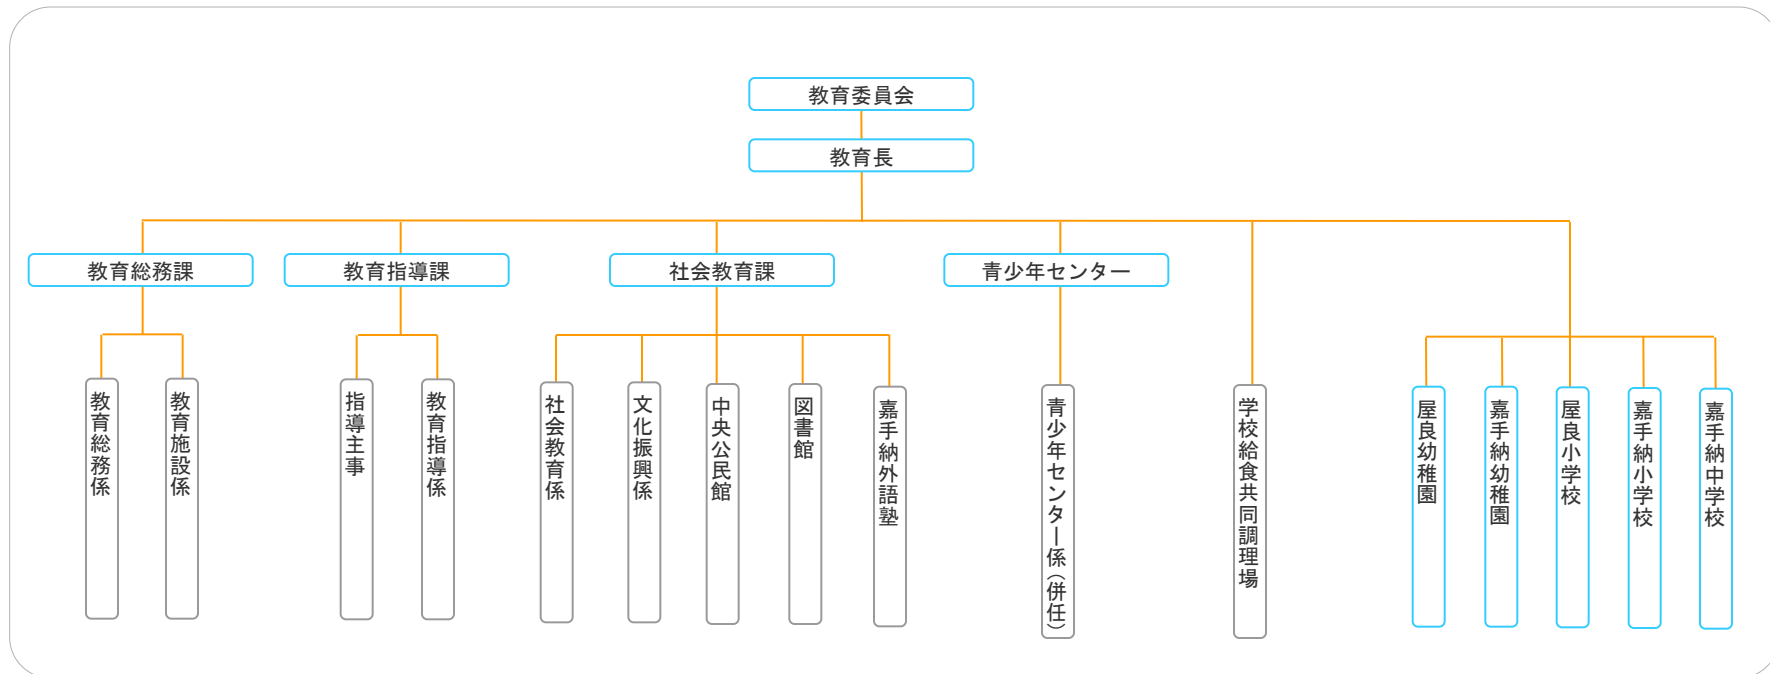 教育委員会
教育長
教育総務課
教育指導課
社会教育課
青少年センター
教育総務係
教育施設係
指導主事
教育指導係
社会教育係
文化振興係
中央公民館
図書館
嘉手納外語塾
青少年センター係（併任）
学校給食共同調理場
屋良幼稚園
嘉手納幼稚園
屋良小学校
嘉手納小学校
嘉手納中学校